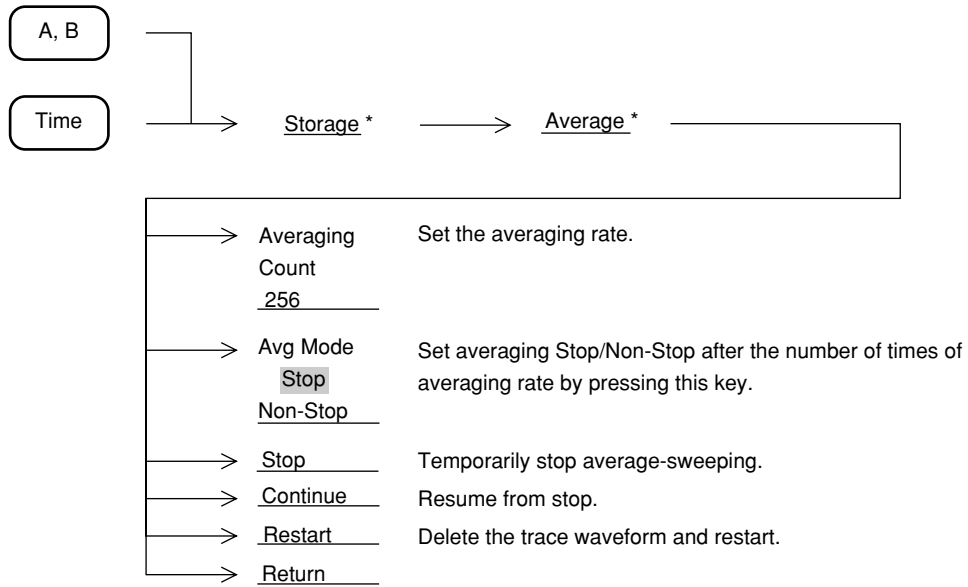 A, B
Time
Storage *
Average *
Averaging
Count
256
Set the averaging rate.
Avg Mode
Stop
Non-Stop
Set averaging Stop/Non-Stop after the number of times of
averaging rate by pressing this key.
Stop
Temporarily stop average-sweeping.
Continue
Resume from stop.
Restart
Delete the trace waveform and restart.
Return